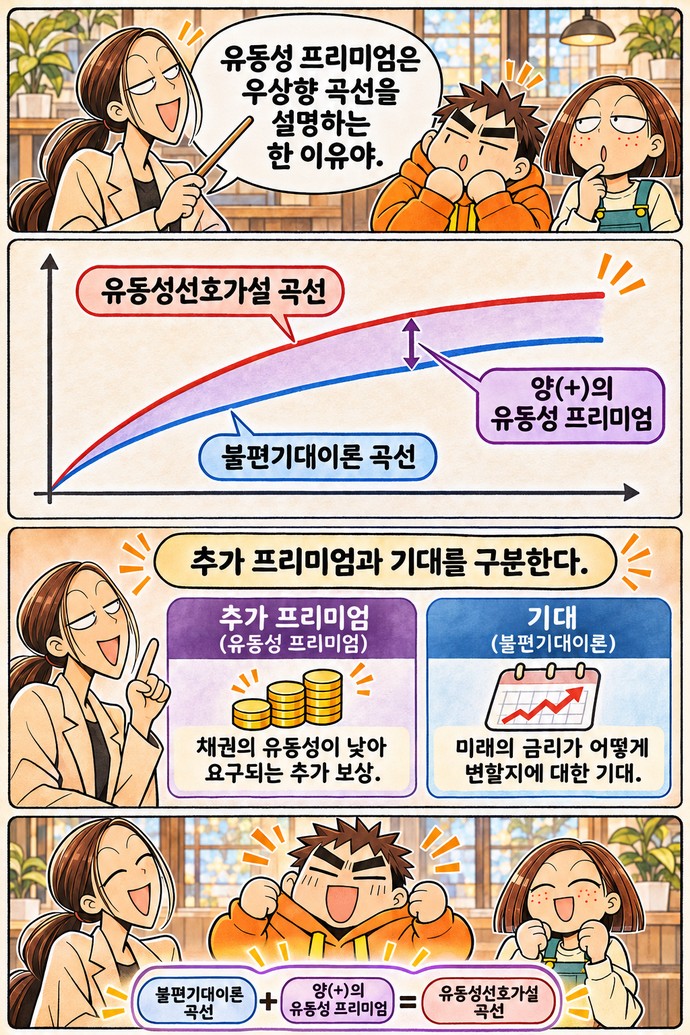 유동성 프리미엄은
우상향 곡선을
설명하는
한 이유야.
유동성선호가설 곡선
양(+)의
유동성 프리미엄
불편기대이론 곡선
추가 프리미엄과 기대를 구분한다.
추가 프리미엄
(유동성 프리미엄)
채권의 유동성이 낮아
요구되는 추가 보상.
기대
(불편기대이론)
미래의 금리가 어떻게
변할지에 대한 기대.
불편기대이론
곡선
+
양(+)의
유동성 프리미엄
=
유동성선호가설
곡선